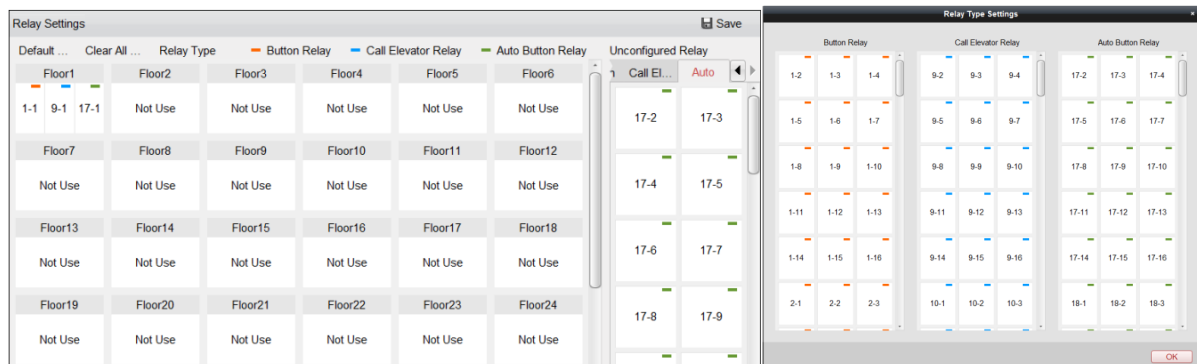 Relay Settings Save
Default ... Clear All ... Relay Type Button Relay Call Elevator Relay Auto Button Relay Unconfigured Relay
Floor1 Floor2 Floor3 Floor4 Floor5 Floor6
1-1 9-1 17-1 Not Use Not Use Not Use Not Use Not Use
Floor7 Floor8 Floor9 Floor10 Floor11 Floor12
Not Use Not Use Not Use Not Use Not Use Not Use
Floor13 Floor14 Floor15 Floor16 Floor17 Floor18
Not Use Not Use Not Use Not Use Not Use Not Use
Floor19 Floor20 Floor21 Floor22 Floor23 Floor24
Not Use Not Use Not Use Not Use Not Use Not Use
Call El... Auto
17-2 17-3
17-4 17-5
17-6 17-7
17-8 17-9
Relay Type Settings
Button Relay Call Elevator Relay Auto Button Relay
1-2 1-3 1-4 9-2 9-3 9-4 17-2 17-3 17-4
1-5 1-6 1-7 9-5 9-6 9-7 17-5 17-6 17-7
1-8 1-9 1-10 9-8 9-9 9-10 17-8 17-9 17-10
1-11 1-12 1-13 9-11 9-12 9-13 17-11 17-12 17-13
1-14 1-15 1-16 9-14 9-15 9-16 17-14 17-15 17-16
2-1 2-2 2-3 10-1 10-2 10-3 18-1 18-2 18-3
OK